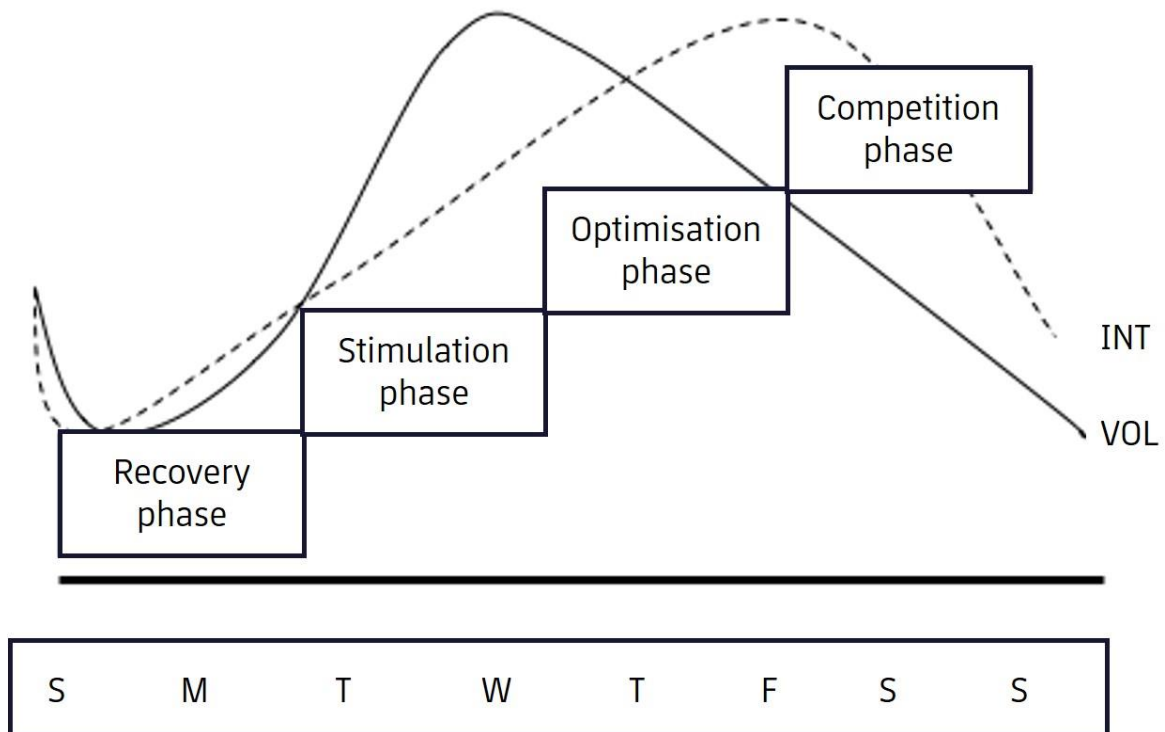 Competition
phase
Optimisation
phase
Stimulation
phase
Recovery
phase
INT
VOL
S M T W T F S S